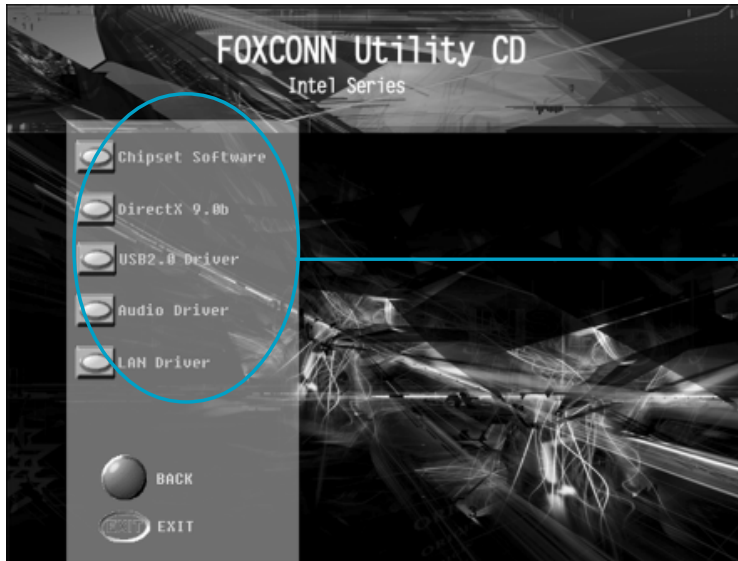 FOXCONN Utility CD
Intel Series
Chipset Software
DirectX 9.0b
USB2.0 Driver
Audio Driver
LAN Driver
BACK
EXIT